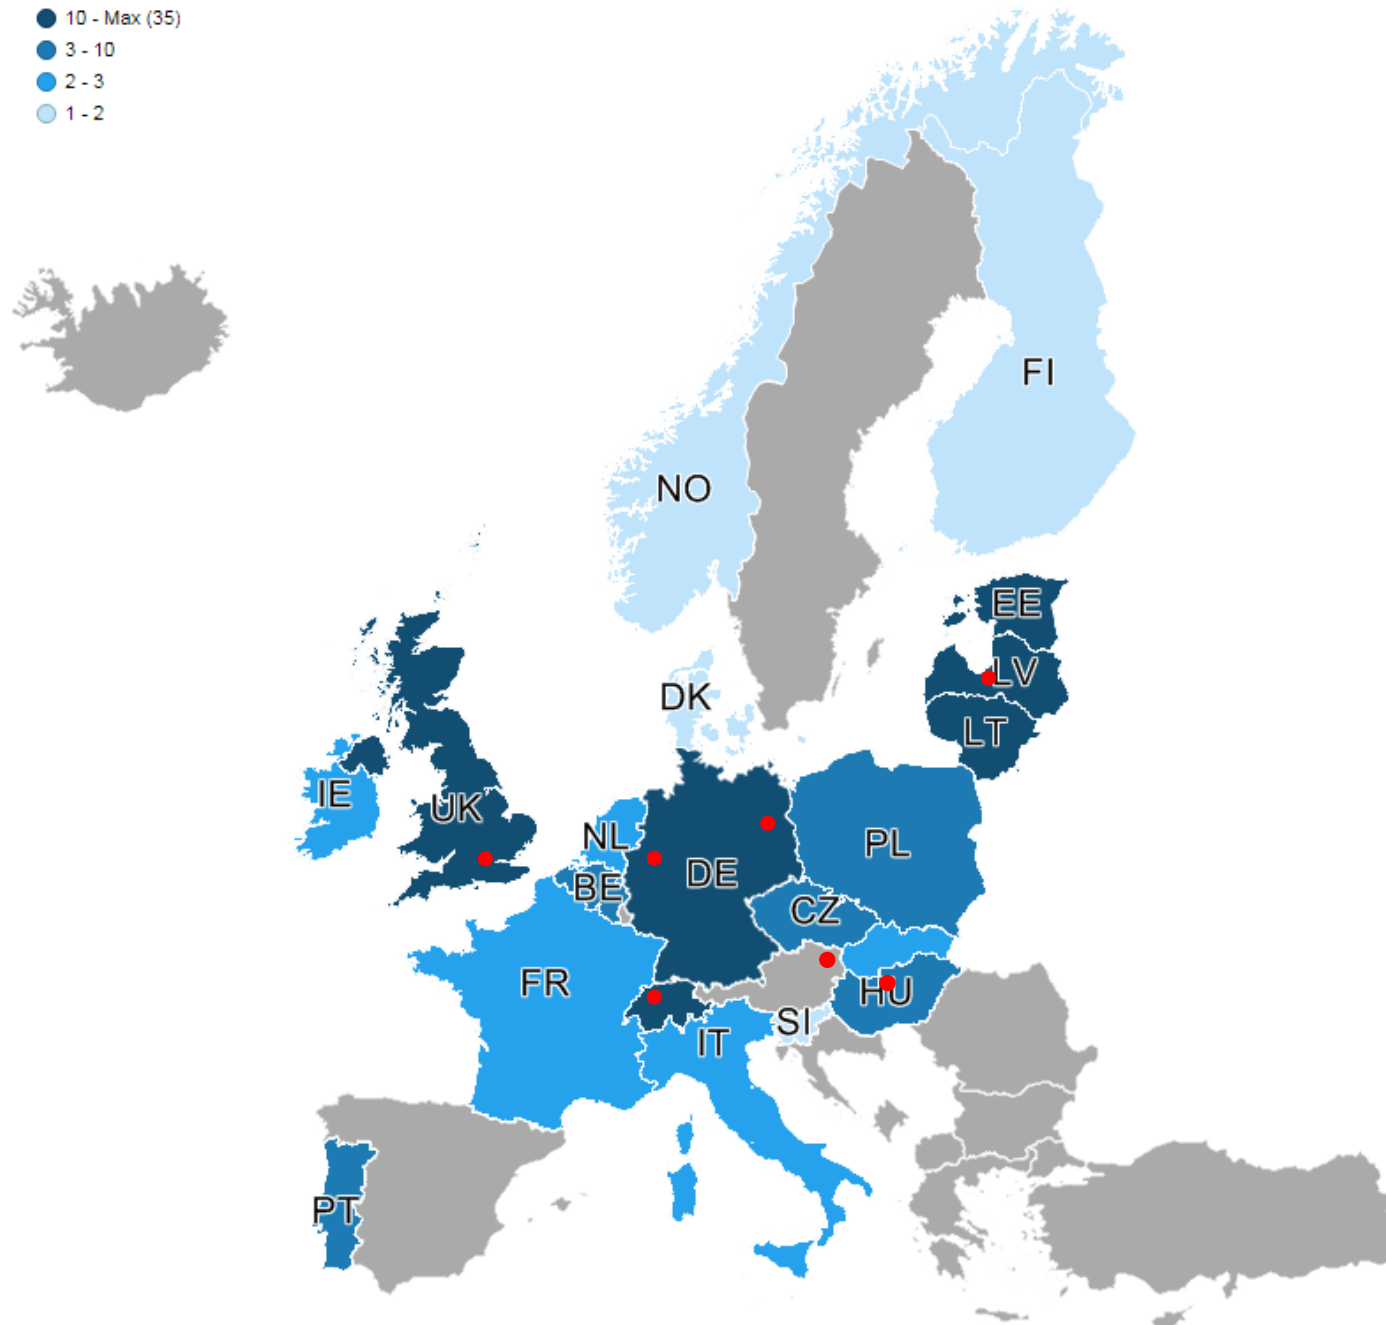 10 - Max (35)
3 - 10
2 - 3
1 - 2
FI
NO
EE
LV
DK
LT
IE
UK
NL
PL
DE
BE
CZ
FR
HU
SI
IT
PT